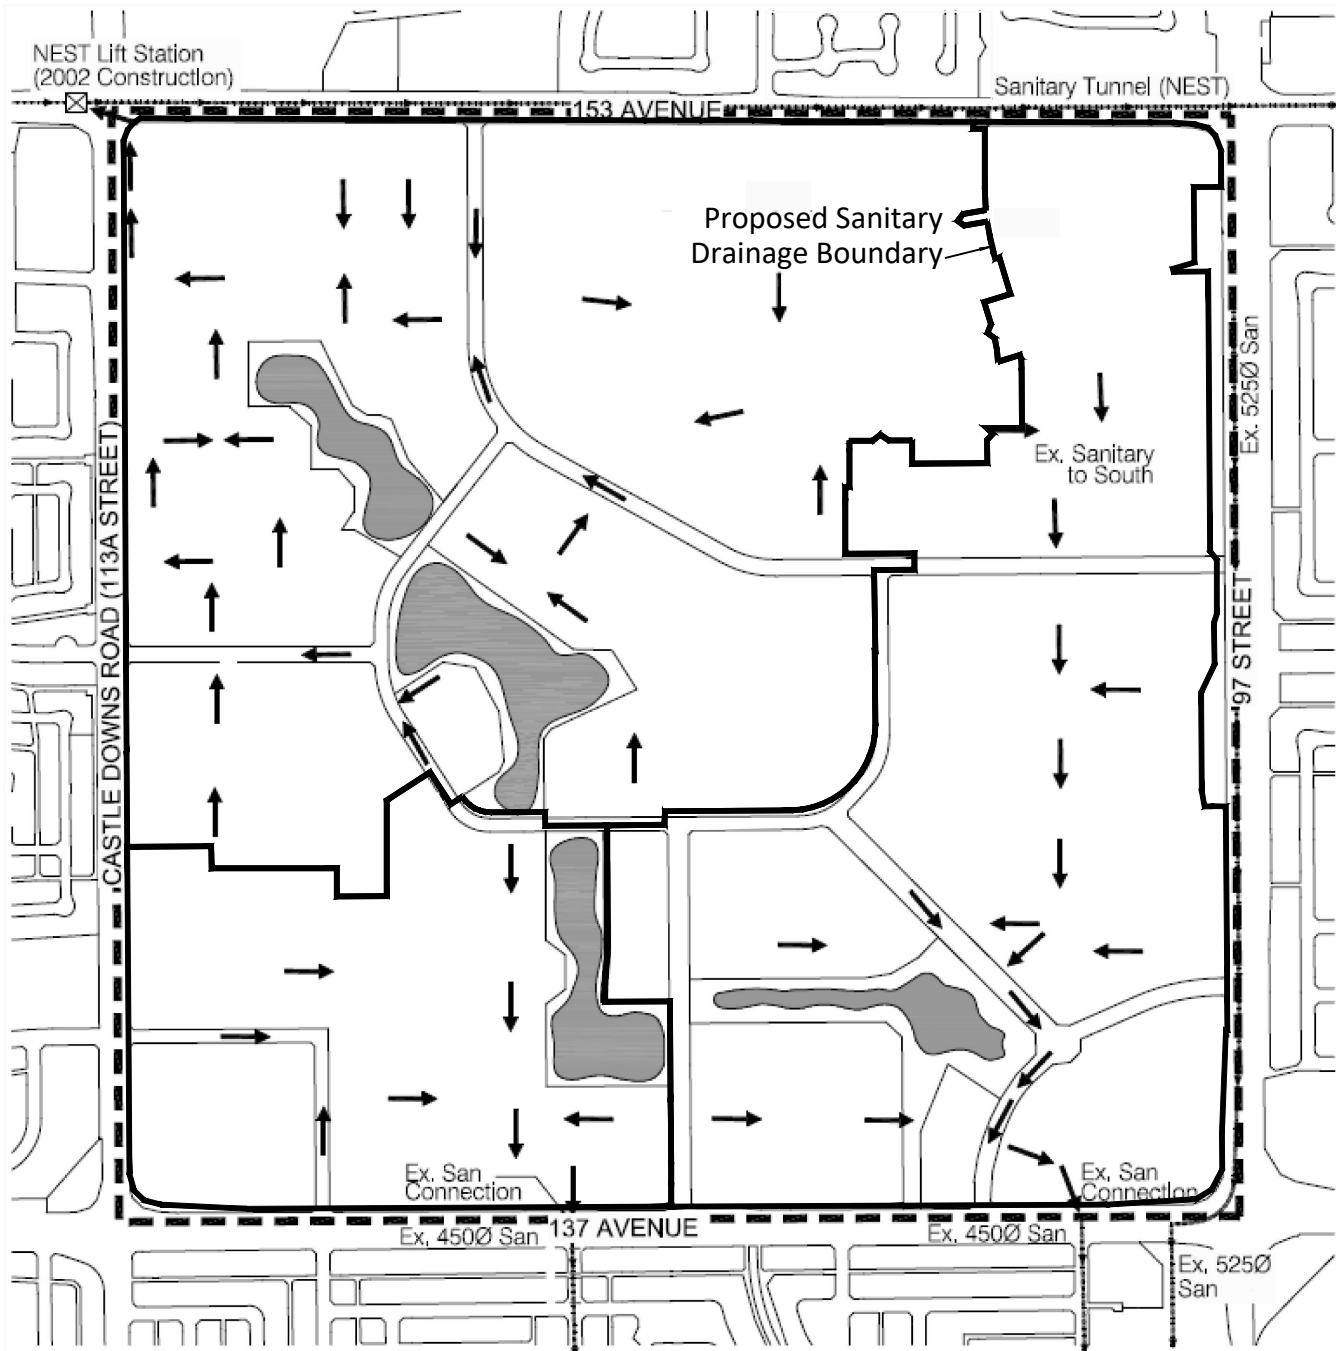 NEST Lift Station
(2002 Construction)
Sanitary Tunnel (NEST)
153 AVENUE
Proposed Sanitary
Drainage Boundary
Ex. 525Ø San
Ex. Sanitary
to South
CASTLE DOWNS ROAD (113A STREET)
97 STREET
Ex. San
Connection
Ex. San
Connection
137 AVENUE
Ex. 450Ø San
Ex. 450Ø San
Ex. 525Ø
San